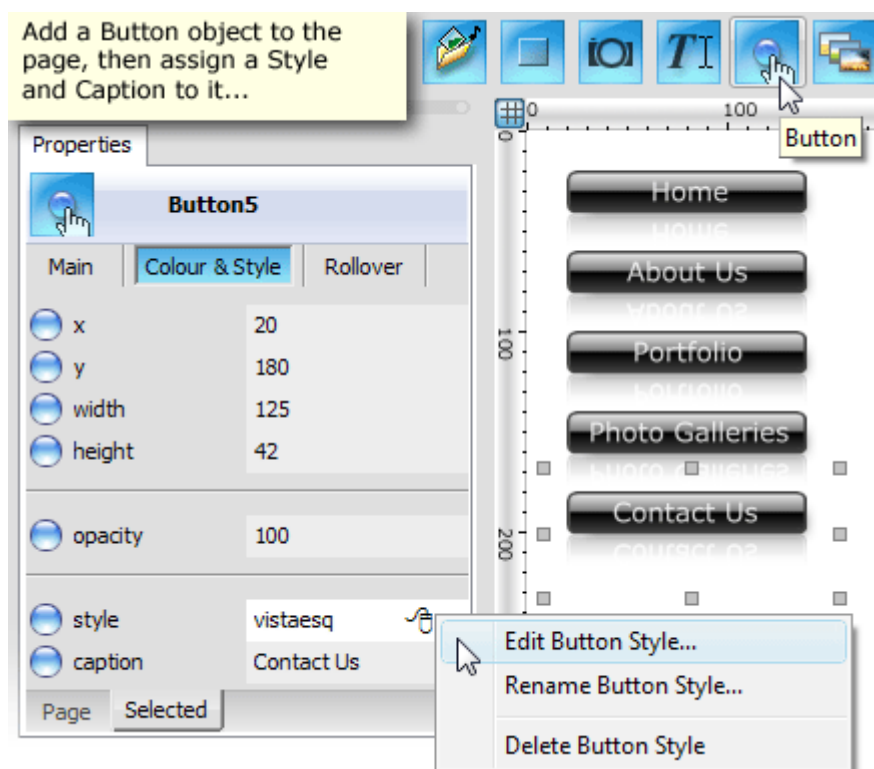 Add a Button object to the
page, then assign a Style
and Caption to it...
T
0 100
Button
Properties
Button5
Main Colour & Style Rollover
x 20
y 180
width 125
height 42
opacity 100
style vistaesq
caption Contact Us
Page Selected
0
100
200
Home
About Us
Portfolio
Photo Galleries
Contact Us
Edit Button Style...
Rename Button Style...
Delete Button Style